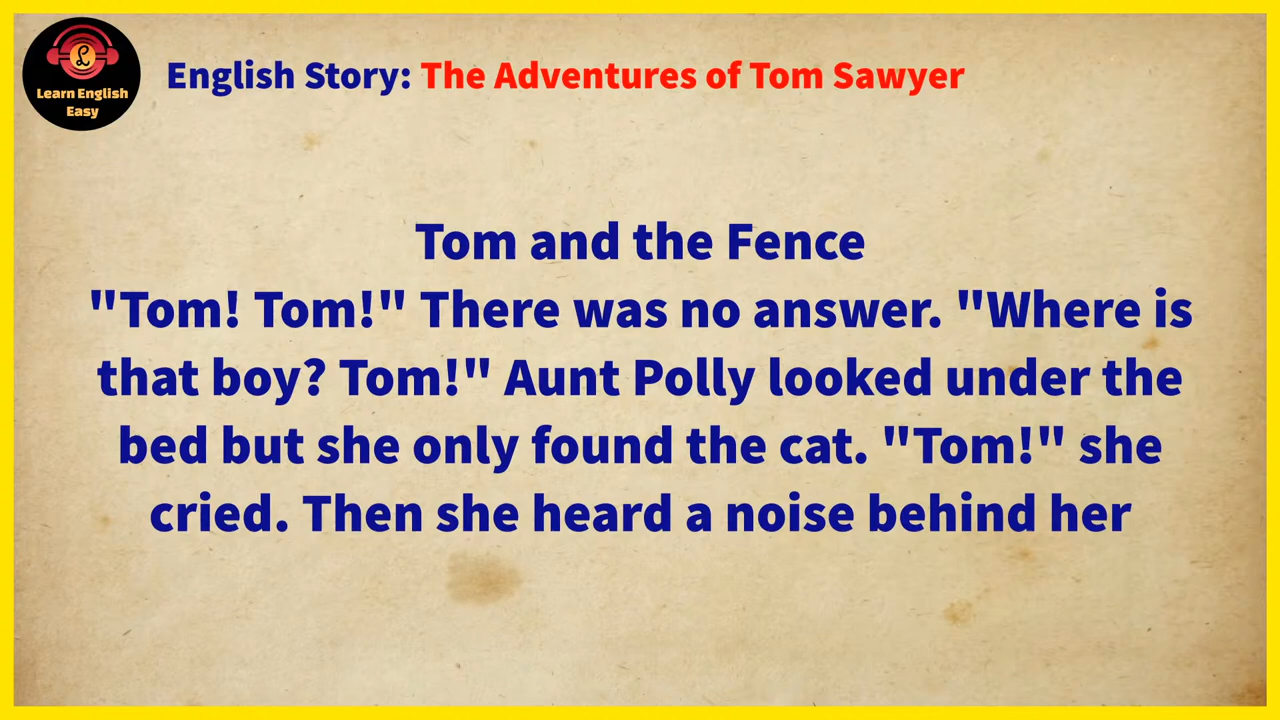 Learn English
Easy
English Story: The Adventures of Tom Sawyer
Tom and the Fence
"Tom! Tom!" There was no answer. "Where is
that boy? Tom!" Aunt Polly looked under the
bed but she only found the cat. "Tom!" she
cried. Then she heard a noise behind her